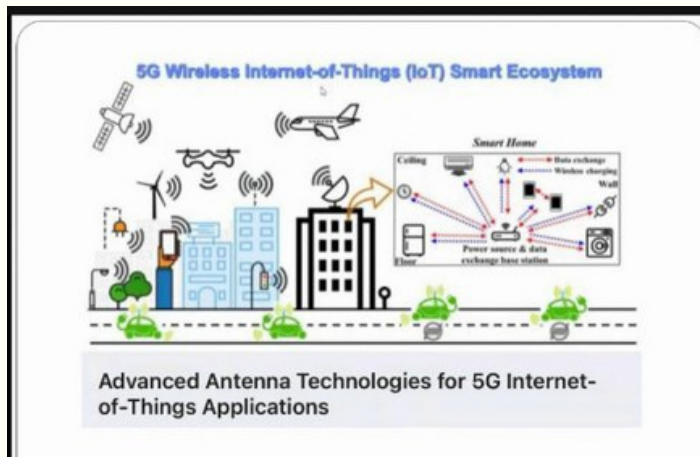 5G Wireless Internet-of-Things (IoT) Smart Ecosystem
Smart Home
Ceiling
Data exchange
Wireless charging
Wall
Floor
Power source & data
exchange base station
Advanced Antenna Technologies for 5G Internet-
of-Things Applications